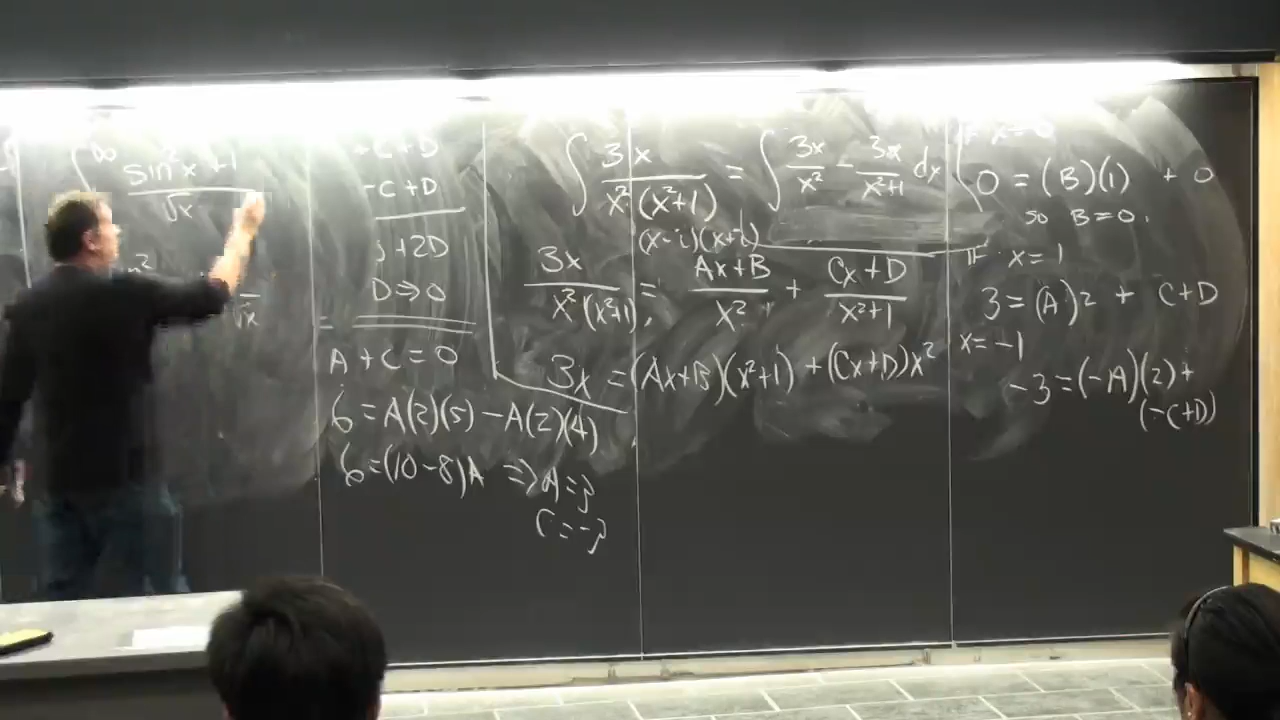 ∫ ∞ sin² x + 1 / √x
n²
√x
+ C + D
- C + D
+ 2D
D ⇒ 0
A + C = 0
6 = A(2)(5) - A(2)(4)
6 = (10 - 8)A ⇒ A = 3
C = -3
∫ 3x / x²(x²+1) = ∫ 3x / x² - 3x / x²+1 dx
(x-i)(x+i)
3x / x²(x²+1) = Ax+B / x² + Cx+D / x²+1
3x = (Ax+B)(x²+1) + (Cx+D)x²
If x=0
0 = (B)(1) + 0
so B=0.
If x=1
3 = (A)2 + C+D
x=-1
-3 = (-A)(2) +
(-C+D)